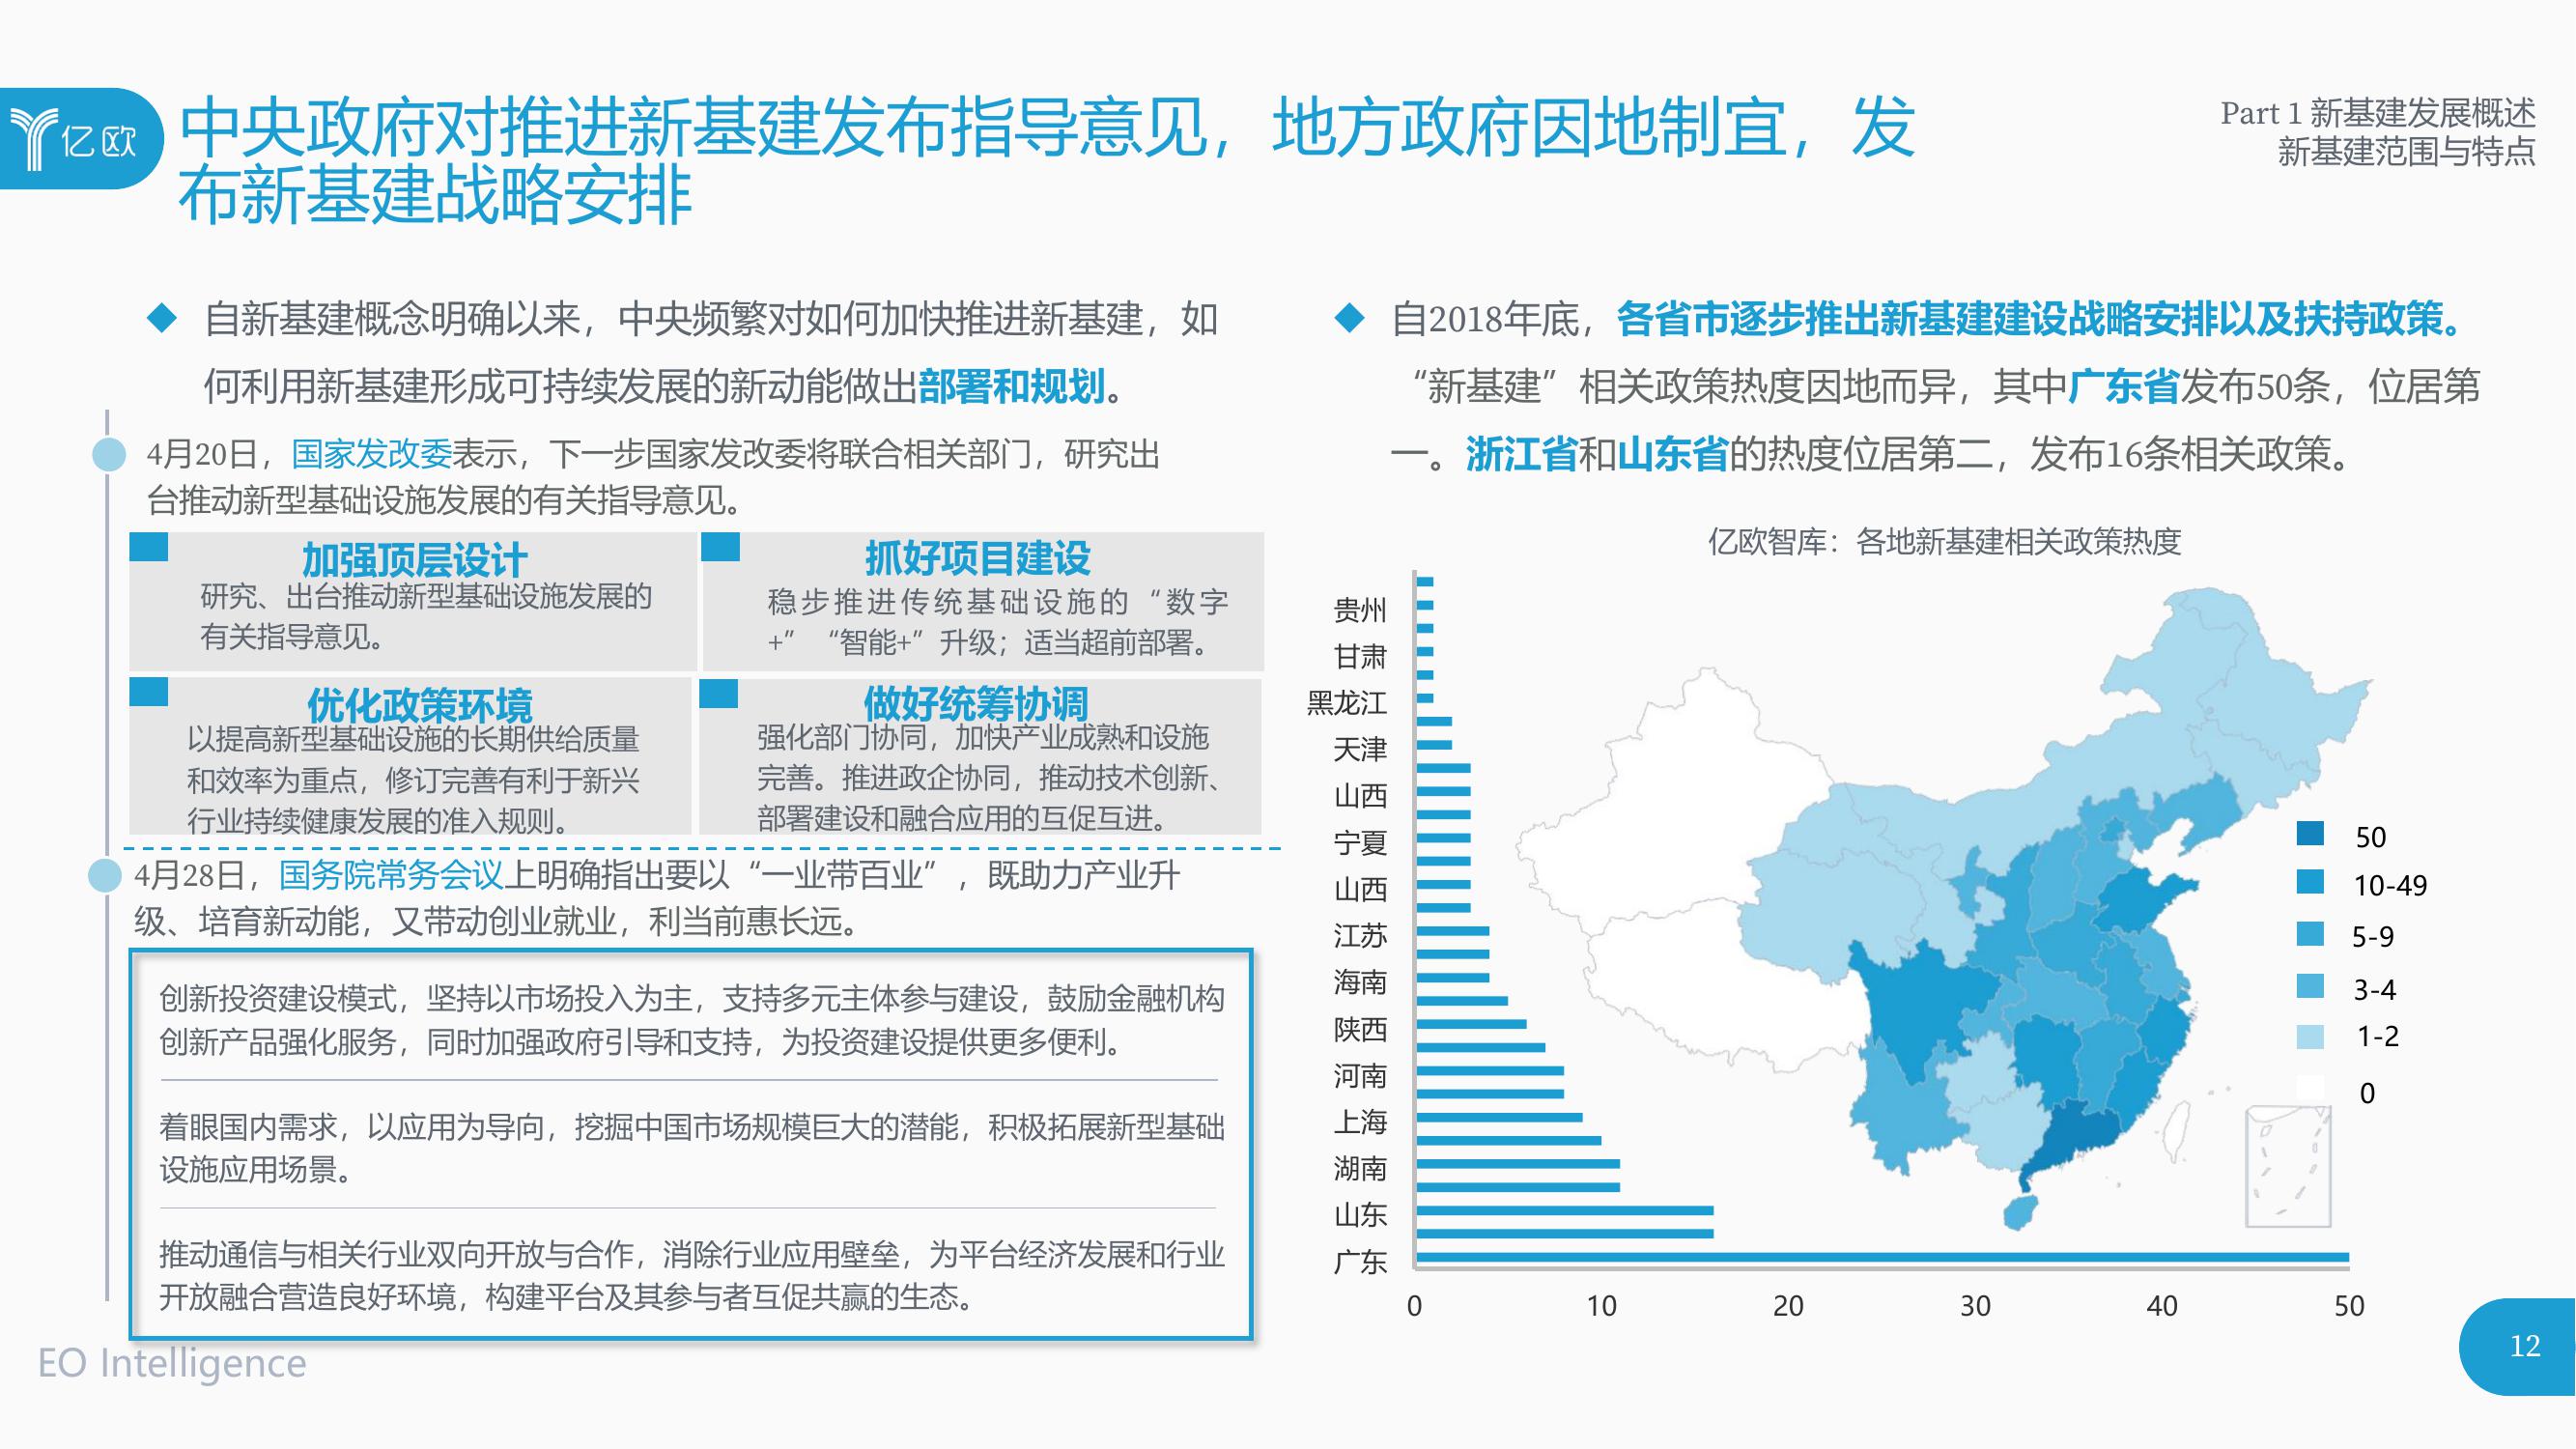 亿欧
中央政府对推进新基建发布指导意见，地方政府因地制宜，发
布新基建战略安排
Part 1 新基建发展概述
新基建范围与特点
自新基建概念明确以来，中央频繁对如何加快推进新基建，如
何利用新基建形成可持续发展的新动能做出部署和规划。
4月20日，国家发改委表示，下一步国家发改委将联合相关部门，研究出
台推动新型基础设施发展的有关指导意见。
加强顶层设计
研究、出台推动新型基础设施发展的
有关指导意见。
抓好项目建设
稳步推进传统基础设施的“数字
+”“智能+”升级；适当超前部署。
优化政策环境
以提高新型基础设施的长期供给质量
和效率为重点，修订完善有利于新兴
行业持续健康发展的准入规则。
做好统筹协调
强化部门协同，加快产业成熟和设施
完善。推进政企协同，推动技术创新、
部署建设和融合应用的互促互进。
4月28日，国务院常务会议上明确指出要以“一业带百业”，既助力产业升
级、培育新动能，又带动创业就业，利当前惠长远。
创新投资建设模式，坚持以市场投入为主，支持多元主体参与建设，鼓励金融机构
创新产品强化服务，同时加强政府引导和支持，为投资建设提供更多便利。
着眼国内需求，以应用为导向，挖掘中国市场规模巨大的潜能，积极拓展新型基础
设施应用场景。
推动通信与相关行业双向开放与合作，消除行业应用壁垒，为平台经济发展和行业
开放融合营造良好环境，构建平台及其参与者互促共赢的生态。
自2018年底，各省市逐步推出新基建建设战略安排以及扶持政策。
“新基建”相关政策热度因地而异，其中广东省发布50条，位居第
一。浙江省和山东省的热度位居第二，发布16条相关政策。
亿欧智库：各地新基建相关政策热度
贵州
甘肃
黑龙江
天津
山西
宁夏
山西
江苏
海南
陕西
河南
上海
湖南
山东
广东
0 10 20 30 40 50
50
10-49
5-9
3-4
1-2
0
EO Intelligence
12